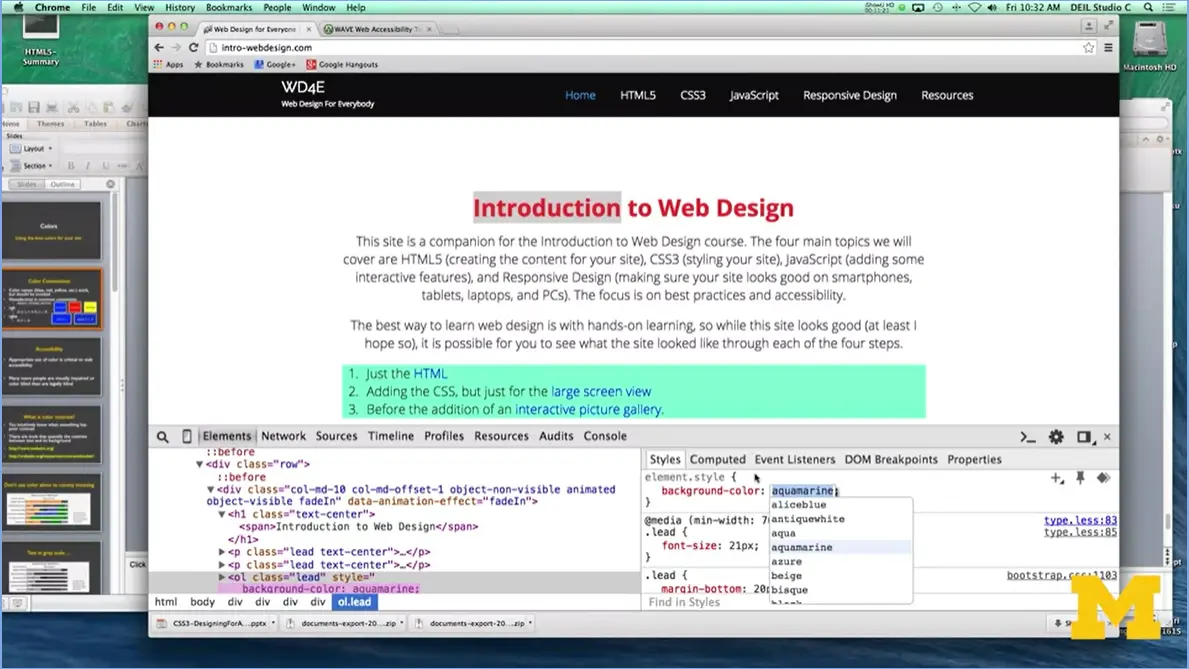 Chrome File Edit View History Bookmarks People Window Help
Fri 10:32 AM DEIL Studio C
HTML5-
Summary
Macintosh HD
Web Design for Everyone
WAVE Web Accessibility T
intro-webdesign.com
Apps Bookmarks Google+ Google Hangouts
WD4E
Web Design For Everybody
Home HTML5 CSS3 JavaScript Responsive Design Resources
Themes Tables Charts
Slides
Layout
Section
Slides Outline
Colors
Accessibility
What is color contrast?
Introduction to Web Design
This site is a companion for the Introduction to Web Design course. The four main topics we will
cover are HTML5 (creating the content for your site), CSS3 (styling your site), JavaScript (adding some
interactive features), and Responsive Design (making sure your site looks good on smartphones,
tablets, laptops, and PCs). The focus is on best practices and accessibility.
The best way to learn web design is with hands-on learning, so while this site looks good (at least I
hope so), it is possible for you to see what the site looked like through each of the four steps.
1. Just the HTML
2. Adding the CSS, but just for the large screen view
3. Before the addition of an interactive picture gallery.
Elements Network Sources Timeline Profiles Resources Audits Console
::before
<div class="row">
::before
<div class="col-md-10 col-md-offset-1 object-non-visible animated
object-visible fadeIn" data-animation-effect="fadeIn">
<h1 class="text-center">
<span>Introduction to Web Design</span>
</h1>
<p class="lead text-center">…</p>
<p class="lead text-center">…</p>
<ol class="lead" style="
background-color: aquamarine;
html body div div div div ol.lead
Styles Computed Event Listeners DOM Breakpoints Properties
element.style {
background-color: aquamarine;
}
aliceblue
antiquewhite
aqua
aquamarine
azure
beige
bisque
@media (min-width: 7
type.less:83
.lead {
type.less:85
font-size: 21px;
}
.lead {
bootstrap.css:1103
margin-bottom: 20
Find in Styles
Click
CSS3-DesigningForA....pptx documents-export-20....zip documents-export-20....zip
M